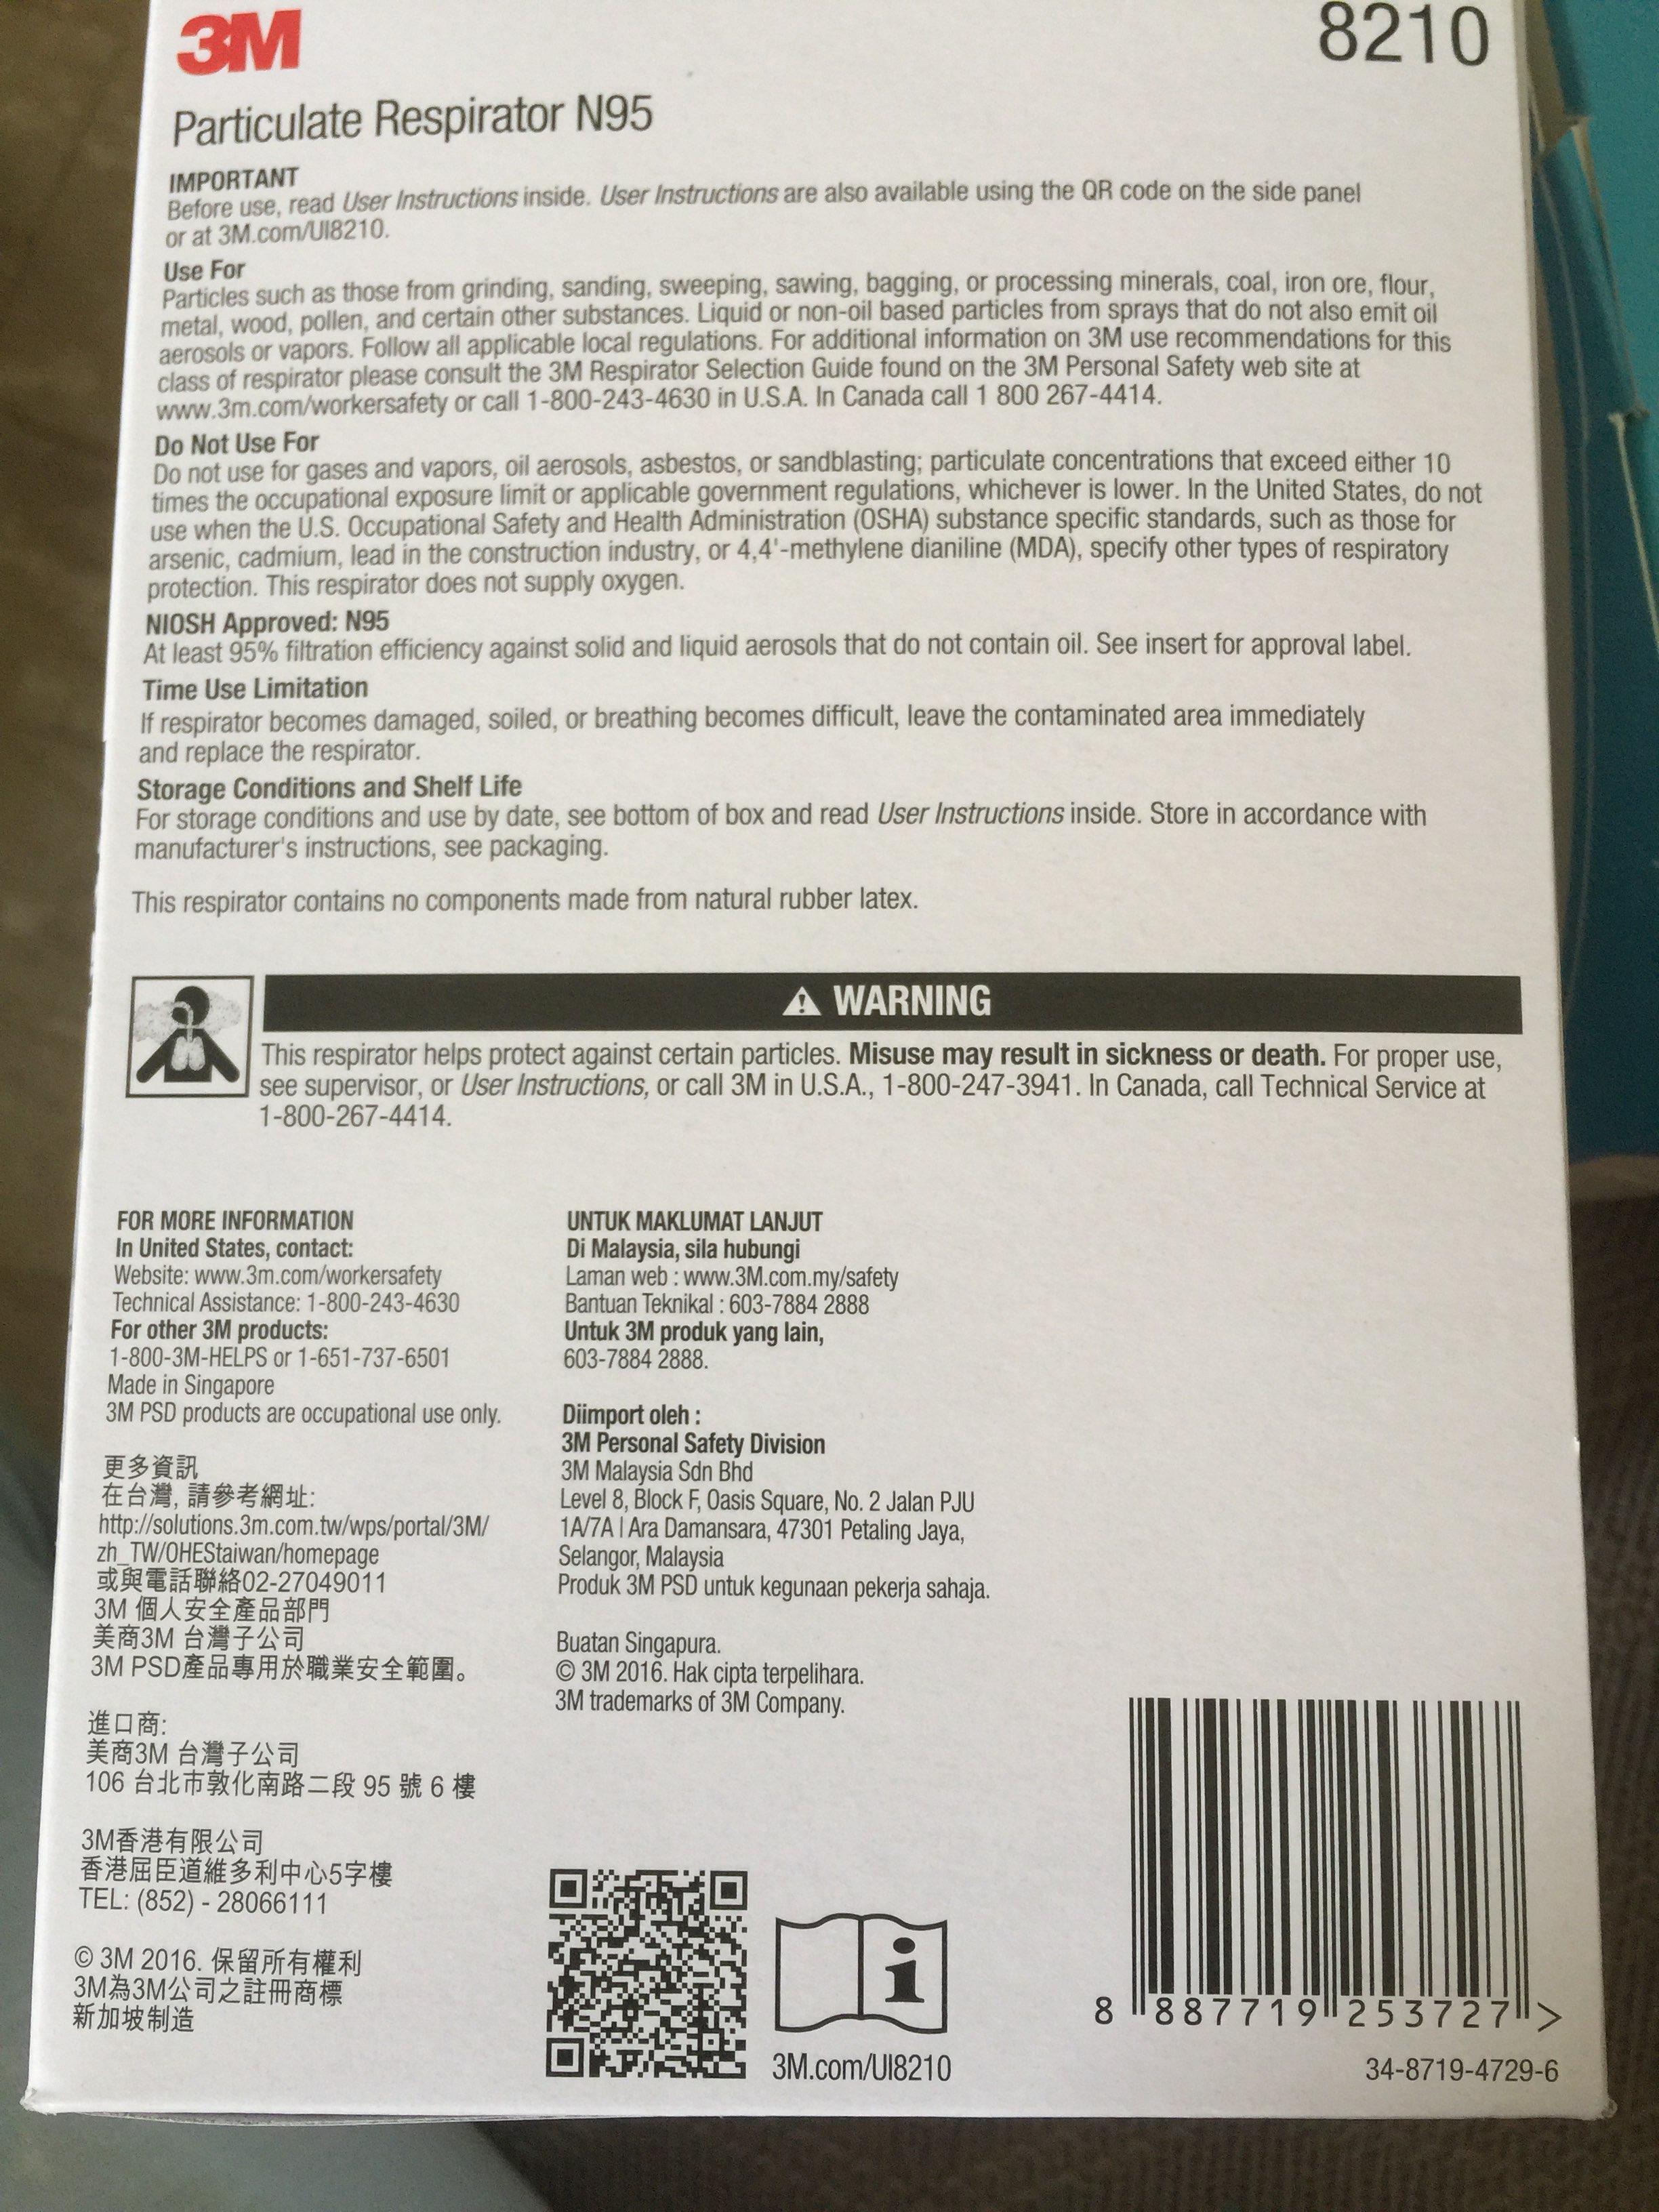 3M
8210
Particulate Respirator N95
IMPORTANT
Before use, read User Instructions inside. User Instructions are also available using the QR code on the side panel
or at 3M.com/UI8210.
Use For
Particles such as those from grinding, sanding, sweeping, sawing, bagging, or processing minerals, coal, iron ore, flour,
metal, wood, pollen, and certain other substances. Liquid or non-oil based particles from sprays that do not also emit oil
aerosols or vapors. Follow all applicable local regulations. For additional information on 3M use recommendations for this
class of respirator please consult the 3M Respirator Selection Guide found on the 3M Personal Safety web site at
www.3m.com/workersafety or call 1-800-243-4630 in U.S.A. In Canada call 1 800 267-4414.
Do Not Use For
Do not use for gases and vapors, oil aerosols, asbestos, or sandblasting; particulate concentrations that exceed either 10
times the occupational exposure limit or applicable government regulations, whichever is lower. In the United States, do not
use when the U.S. Occupational Safety and Health Administration (OSHA) substance specific standards, such as those for
arsenic, cadmium, lead in the construction industry, or 4,4'-methylene dianiline (MDA), specify other types of respiratory
protection. This respirator does not supply oxygen.
NIOSH Approved: N95
At least 95% filtration efficiency against solid and liquid aerosols that do not contain oil. See insert for approval label.
Time Use Limitation
If respirator becomes damaged, soiled, or breathing becomes difficult, leave the contaminated area immediately
and replace the respirator.
Storage Conditions and Shelf Life
For storage conditions and use by date, see bottom of box and read User Instructions inside. Store in accordance with
manufacturer's instructions, see packaging.
This respirator contains no components made from natural rubber latex.
WARNING
This respirator helps protect against certain particles. Misuse may result in sickness or death. For proper use,
see supervisor, or User Instructions, or call 3M in U.S.A., 1-800-247-3941. In Canada, call Technical Service at
1-800-267-4414.
FOR MORE INFORMATION
In United States, contact:
Website: www.3m.com/workersafety
Technical Assistance: 1-800-243-4630
For other 3M products:
1-800-3M-HELPS or 1-651-737-6501
Made in Singapore
3M PSD products are occupational use only.
更多資訊
在台灣, 請參考網址:
http://solutions.3m.com.tw/wps/portal/3M/
zh_TW/OHEStaiwan/homepage
或與電話聯絡02-27049011
3M 個人安全產品部門
美商3M 台灣子公司
3M PSD產品專用於職業安全範圍。
進口商:
美商3M 台灣子公司
106 台北市敦化南路二段 95 號 6 樓
3M香港有限公司
香港屈臣道維多利中心5字樓
TEL: (852) - 28066111
© 3M 2016. 保留所有權利
3M為3M公司之註冊商標
新加坡制造
UNTUK MAKLUMAT LANJUT
Di Malaysia, sila hubungi
Laman web : www.3M.com.my/safety
Bantuan Teknikal : 603-7884 2888
Untuk 3M produk yang lain,
603-7884 2888.
Diimport oleh :
3M Personal Safety Division
3M Malaysia Sdn Bhd
Level 8, Block F, Oasis Square, No. 2 Jalan PJU
1A/7A I Ara Damansara, 47301 Petaling Jaya,
Selangor, Malaysia
Produk 3M PSD untuk kegunaan pekerja sahaja.
Buatan Singapura.
© 3M 2016. Hak cipta terpelihara.
3M trademarks of 3M Company.
3M.com/UI8210
8 887719 253727 >
34-8719-4729-6